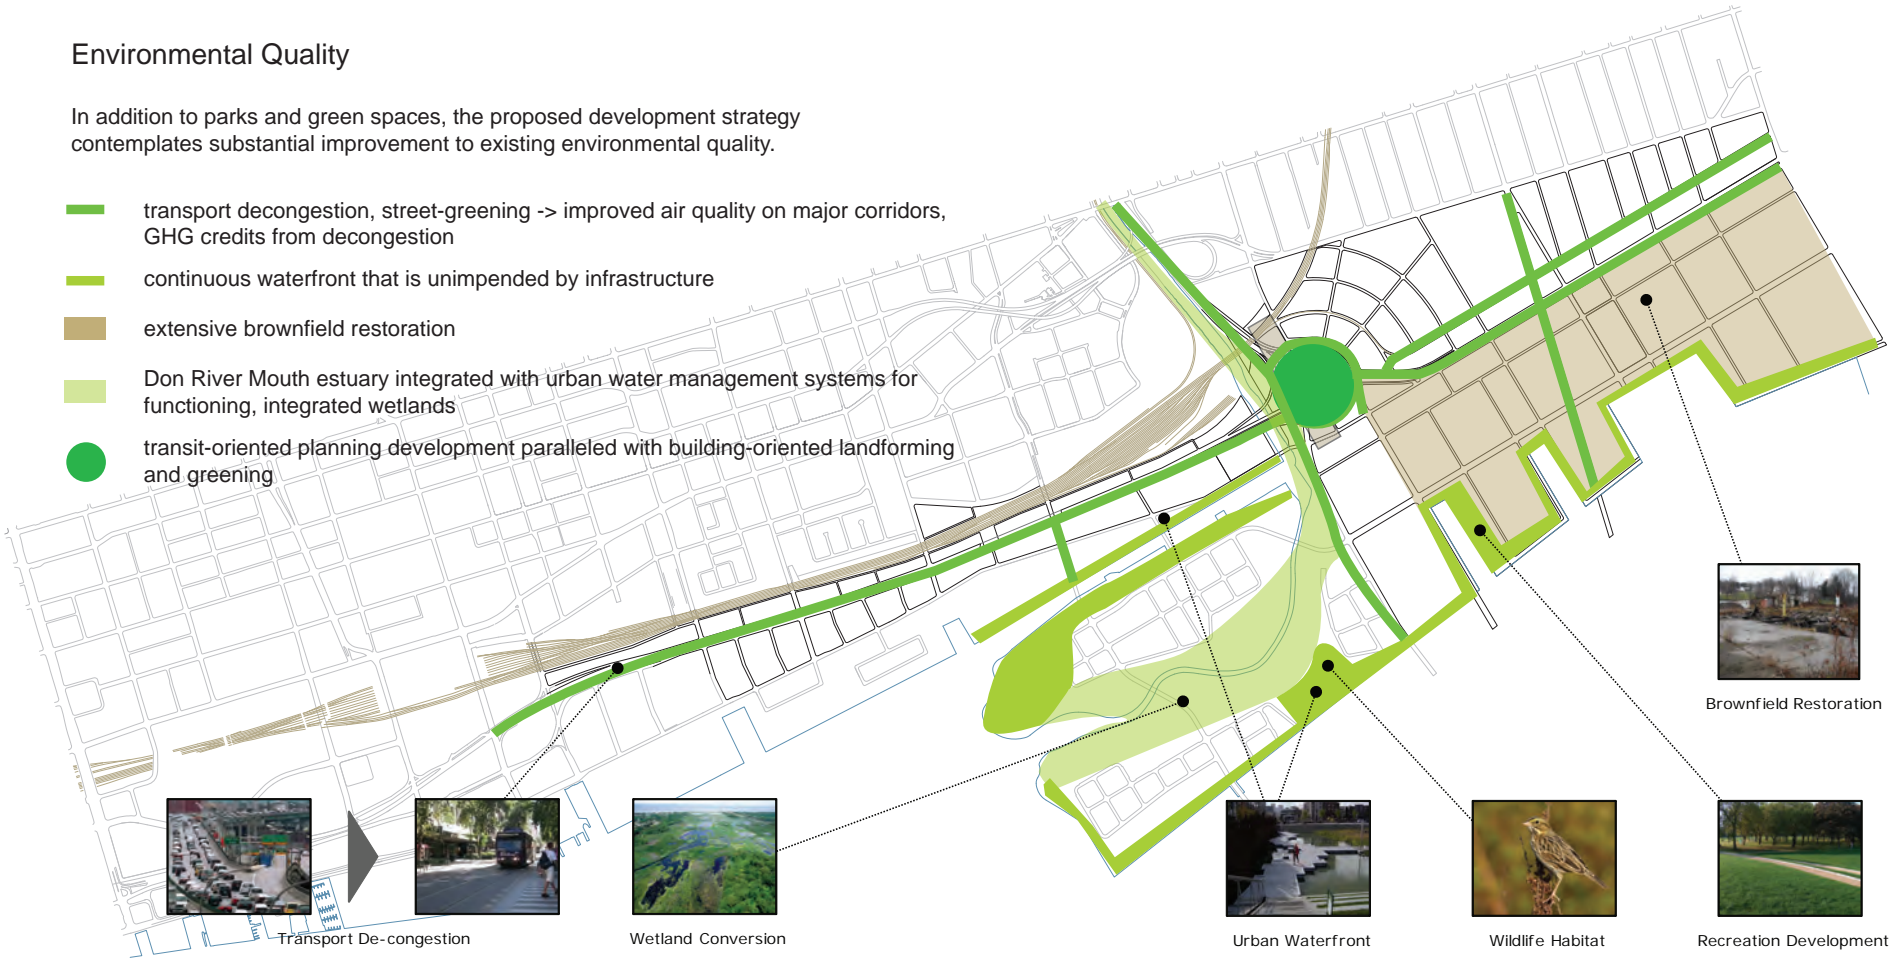 Environmental Quality
In addition to parks and green spaces, the proposed development strategy
contemplates substantial improvement to existing environmental quality.
transport decongestion, street-greening -> improved air quality on major corridors,
GHG credits from decongestion
continuous waterfront that is unimpended by infrastructure
extensive brownfield restoration
Don River Mouth estuary integrated with urban water management systems for
functioning, integrated wetlands
transit-oriented planning development paralleled with building-oriented landforming
and greening
Brownfield Restoration
Transport De-congestion
Wetland Conversion
Urban Waterfront
Wildlife Habitat
Recreation Development